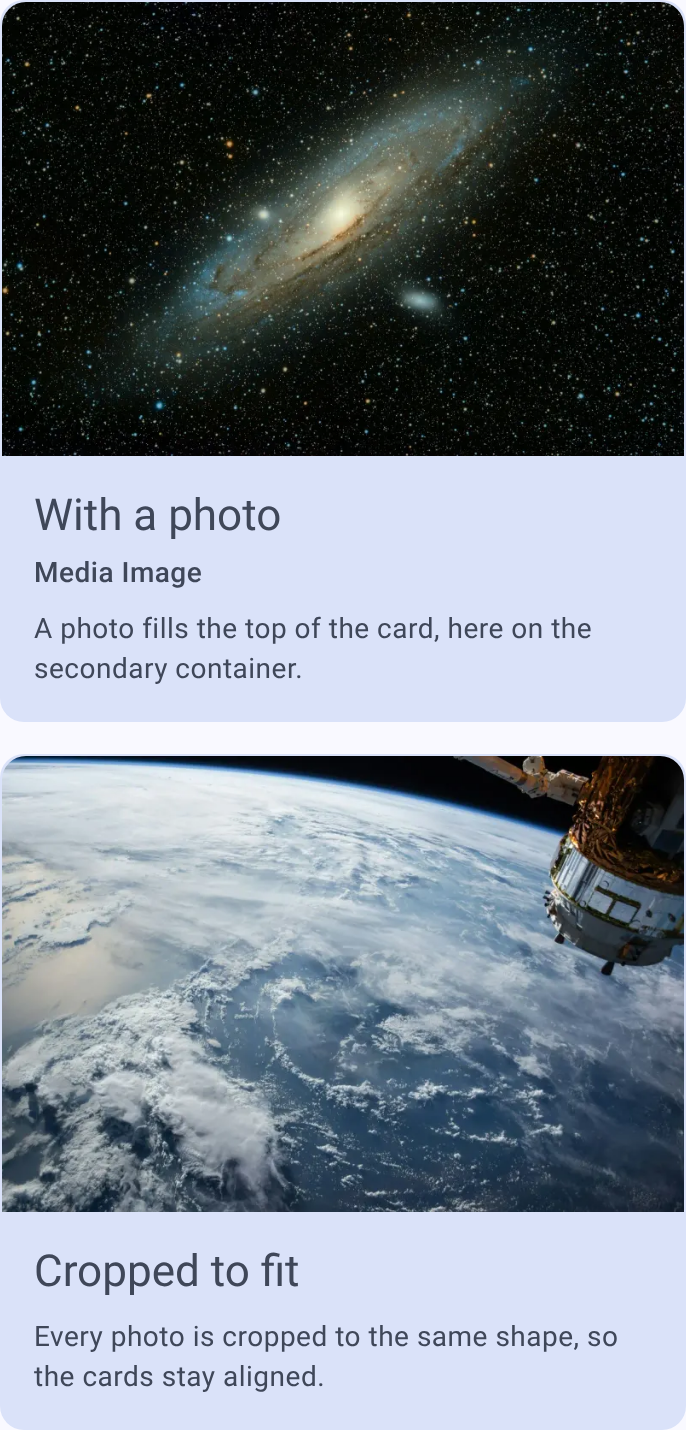 With a photo
Media Image
A photo fills the top of the card, here on the
secondary container.
Cropped to fit
Every photo is cropped to the same shape, so
the cards stay aligned.